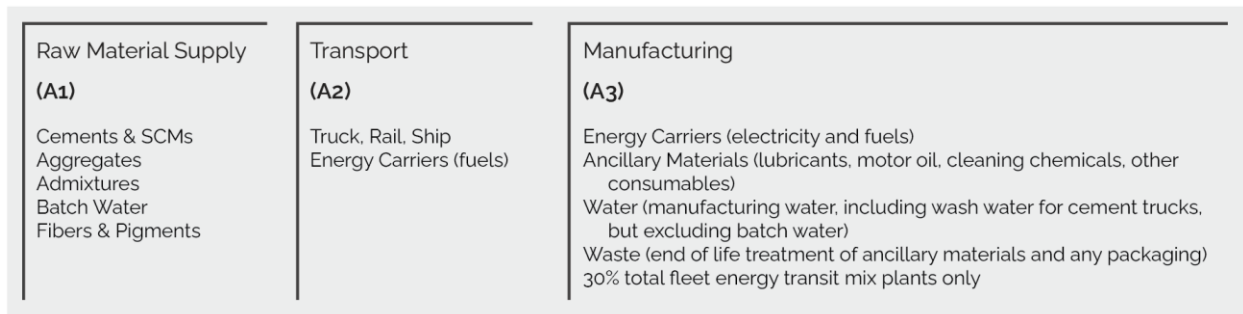 Raw Material Supply
(A1)
Cements & SCMs
Aggregates
Admixtures
Batch Water
Fibers & Pigments
Transport
(A2)
Truck, Rail, Ship
Energy Carriers (fuels)
Manufacturing
(A3)
Energy Carriers (electricity and fuels)
Ancillary Materials (lubricants, motor oil, cleaning chemicals, other
consumables)
Water (manufacturing water, including wash water for cement trucks,
but excluding batch water)
Waste (end of life treatment of ancillary materials and any packaging)
30% total fleet energy transit mix plants only